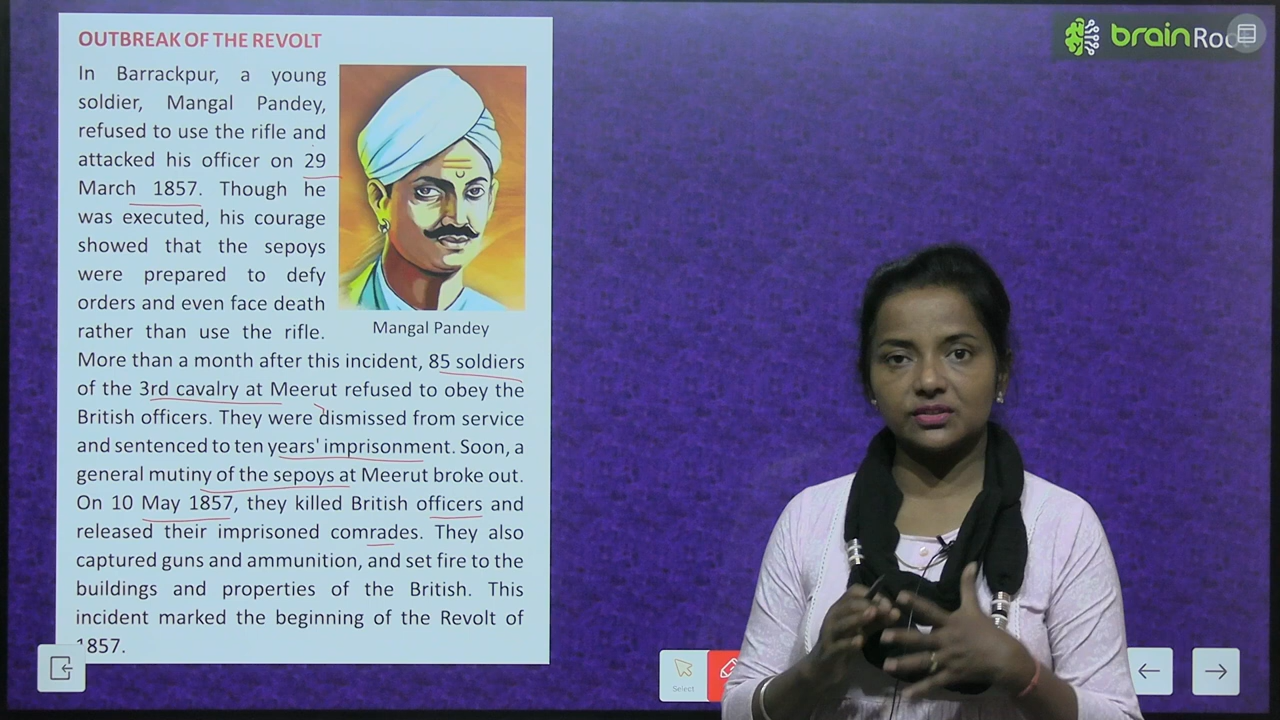 OUTBREAK OF THE REVOLT
In Barrackpur, a young
soldier, Mangal Pandey,
refused to use the rifle and
attacked his officer on 29
March 1857. Though he
was executed, his courage
showed that the sepoys
were prepared to defy
orders and even face death
rather than use the rifle.
Mangal Pandey
More than a month after this incident, 85 soldiers
of the 3rd cavalry at Meerut refused to obey the
British officers. They were dismissed from service
and sentenced to ten years' imprisonment. Soon, a
general mutiny of the sepoys at Meerut broke out.
On 10 May 1857, they killed British officers and
released their imprisoned comrades. They also
captured guns and ammunition, and set fire to the
buildings and properties of the British. This
incident marked the beginning of the Revolt of
1857.
brain
Select